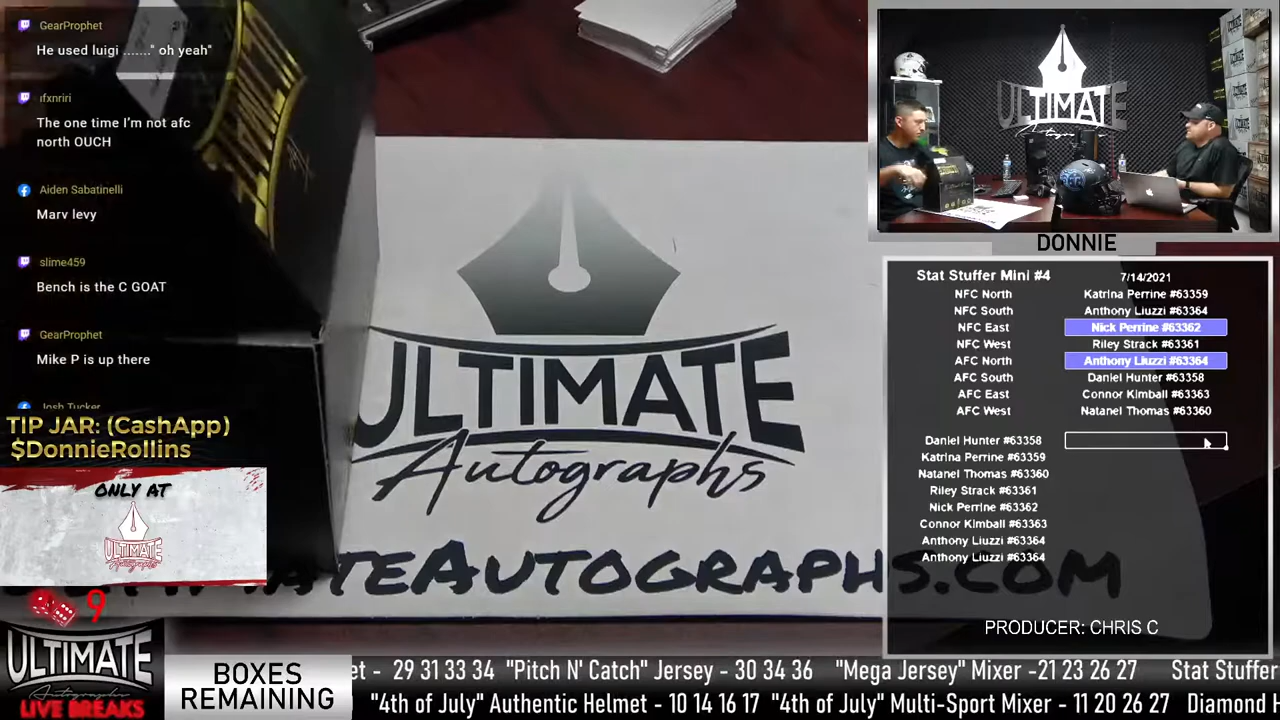 GearProphet
He used luigi ......." oh yeah"
ıfxnriri
The one time I'm not afc
north OUCH
Aiden Sabatinelli
Marv levy
slime459
Bench is the C GOAT
GearProphet
Mike P is up there
Josh Tucker
TIP JAR: (CashApp)
$DonnieRollins
ONLY AT
ULTIMATE
Autographs
9
ULTIMATE
Autographs
LIVE BREAKS
BOXES
REMAINING
ULTIMATE
Autographs
UltimateAutographs.com
ULTIMATE
Autographs
DONNIE
Stat Stuffer Mini #4 7/14/2021
NFC North Katrina Perrine #63359
NFC South Anthony Liuzzi #63364
NFC East Nick Perrine #63362
NFC West Riley Strack #63361
AFC North Anthony Liuzzi #63364
AFC South Daniel Hunter #63358
AFC East Connor Kimball #63363
AFC West Natanel Thomas #63360
Daniel Hunter #63358
Katrina Perrine #63359
Natanel Thomas #63360
Riley Strack #63361
Nick Perrine #63362
Connor Kimball #63363
Anthony Liuzzi #63364
Anthony Liuzzi #63364
PRODUCER: CHRIS C
et - 29 31 33 34 "Pitch N' Catch" Jersey - 30 34 36 "Mega Jersey" Mixer -21 23 26 27 Stat Stuffer
"4th of July" Authentic Helmet - 10 14 16 17 "4th of July" Multi-Sport Mixer - 11 20 26 27 Diamond H